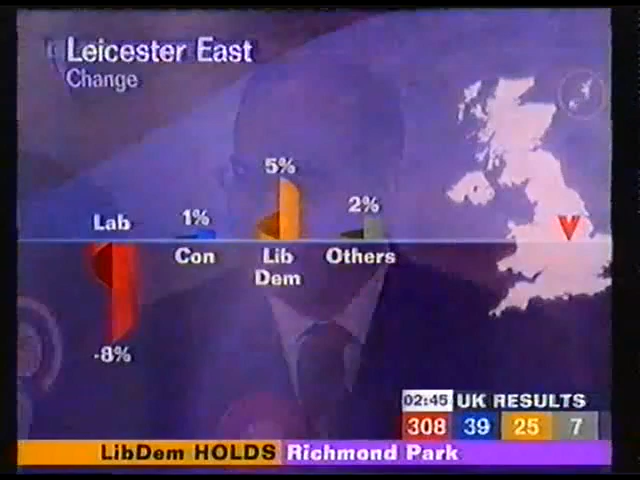 Leicester East
Change
5%
2%
1%
Lab
Con
Lib
Dem
Others
-8%
02:45 UK RESULTS
308 39 25 7
LibDem HOLDS Richmond Park